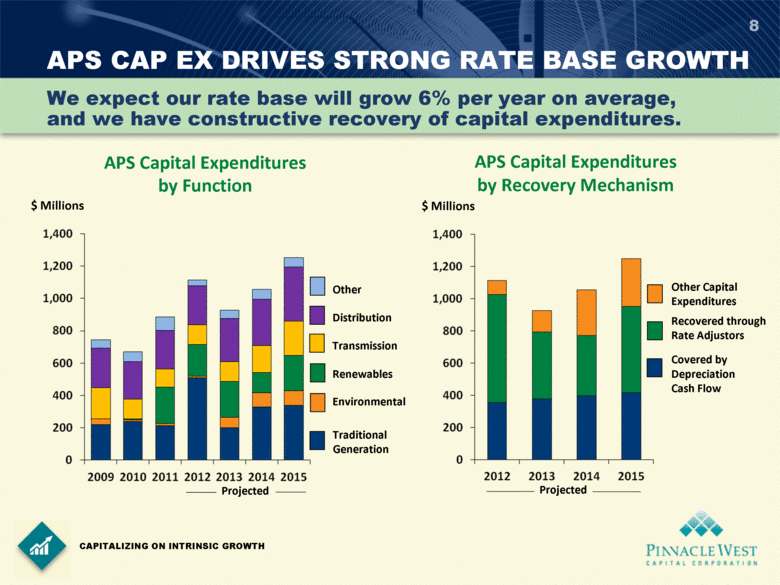 8
APS CAP EX DRIVES STRONG RATE BASE GROWTH
We expect our rate base will grow 6% per year on average,
and we have constructive recovery of capital expenditures.
APS Capital Expenditures
by Function
$ Millions
1,400
1,200
1,000
800
600
400
200
0
2009 2010 2011 2012 2013 2014 2015
Projected
Other
Distribution
Transmission
Renewables
Environmental
Traditional
Generation
APS Capital Expenditures
by Recovery Mechanism
$ Millions
1,400
1,200
1,000
800
600
400
200
0
2012 2013 2014 2015
Projected
Other Capital
Expenditures
Recovered through
Rate Adjustors
Covered by
Depreciation
Cash Flow
CAPITALIZING ON INTRINSIC GROWTH
PINNACLE WEST
CAPITAL CORPORATION